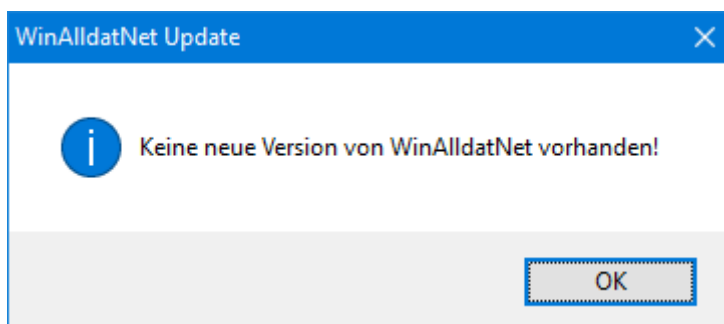 WinAlldatNet Update
Keine neue Version von WinAlldatNet vorhanden!
OK